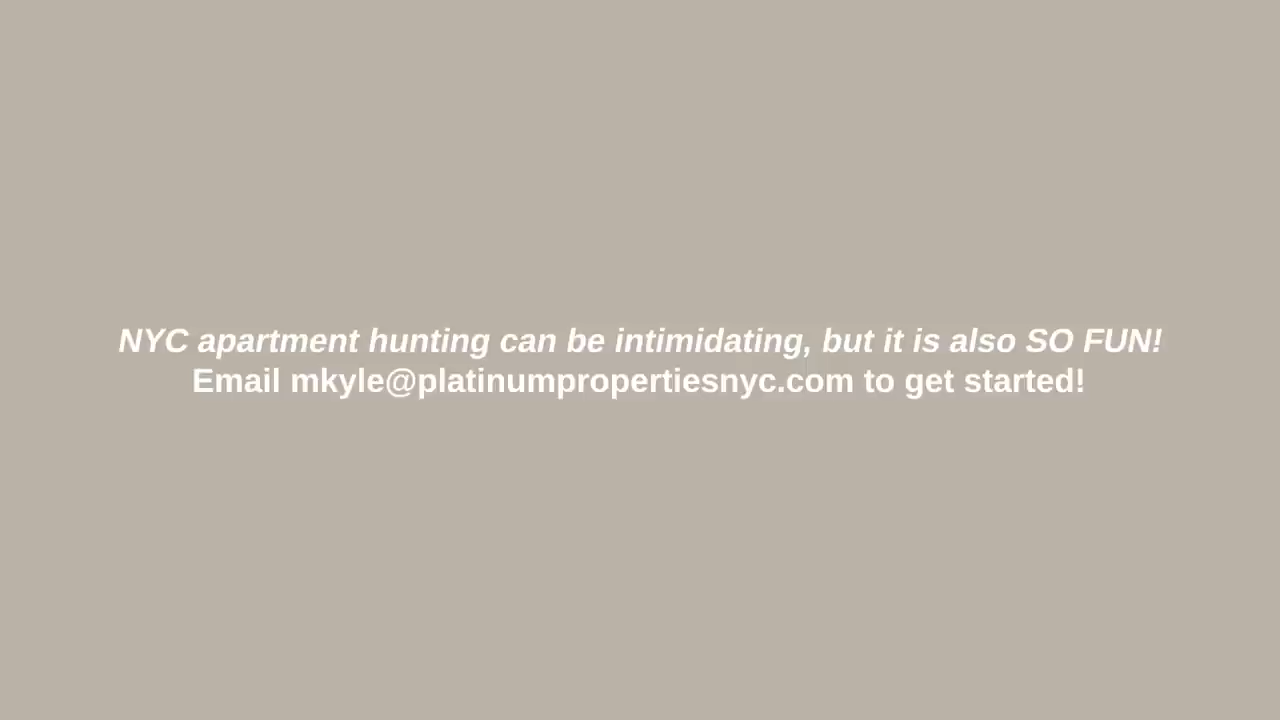 NYC apartment hunting can be intimidating, but it is also SO FUN!
Email mkyle@platinumpropertiesnyc.com to get started!